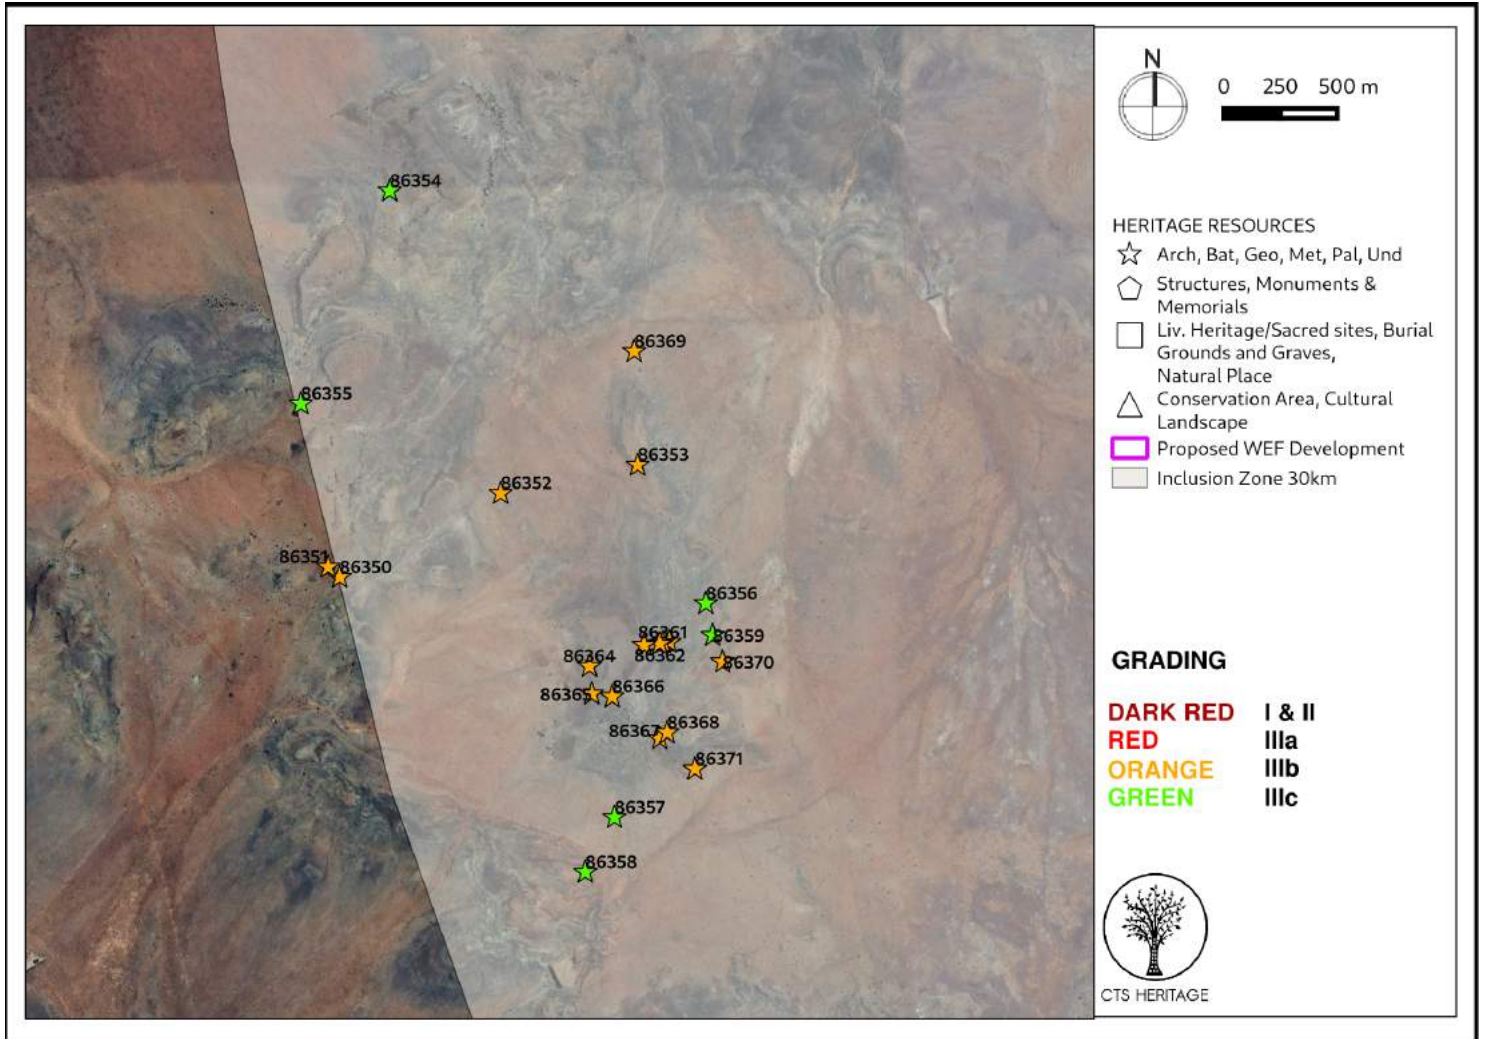 86354
86369
86355
86353
86352
86351
86350
86356
86361
86359
86362
86370
86364
86365
86366
86367
86368
86371
86357
86358
N
0 250 500 m
HERITAGE RESOURCES
Arch, Bat, Geo, Met, Pal, Und
Structures, Monuments &
Memorials
Liv. Heritage/Sacred sites, Burial
Grounds and Graves,
Natural Place
Conservation Area, Cultural
Landscape
Proposed WEF Development
Inclusion Zone 30km
GRADING
DARK RED I & II
RED IIIa
ORANGE IIIb
GREEN IIIc
CTS HERITAGE